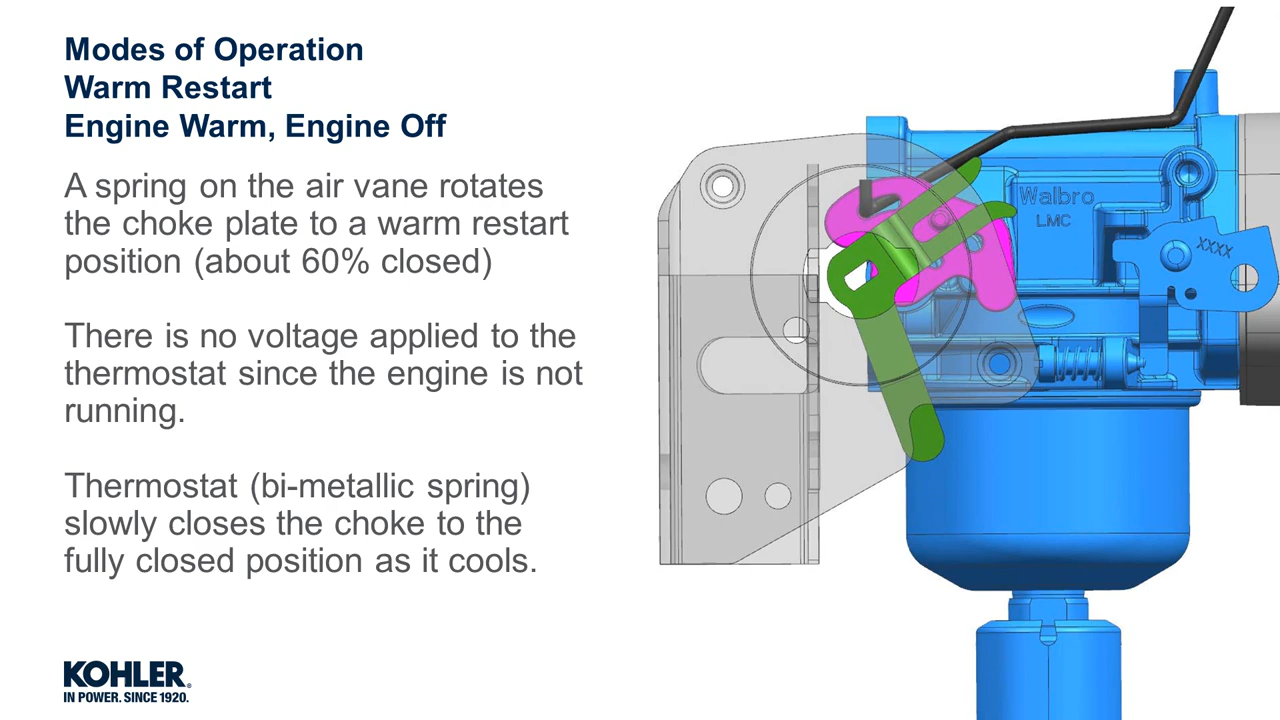 Modes of Operation
Warm Restart
Engine Warm, Engine Off
A spring on the air vane rotates
the choke plate to a warm restart
position (about 60% closed)
There is no voltage applied to the
thermostat since the engine is not
running.
Thermostat (bi-metallic spring)
slowly closes the choke to the
fully closed position as it cools.
Walbro
LMC
XXXX
KOHLER®
IN POWER. SINCE 1920.